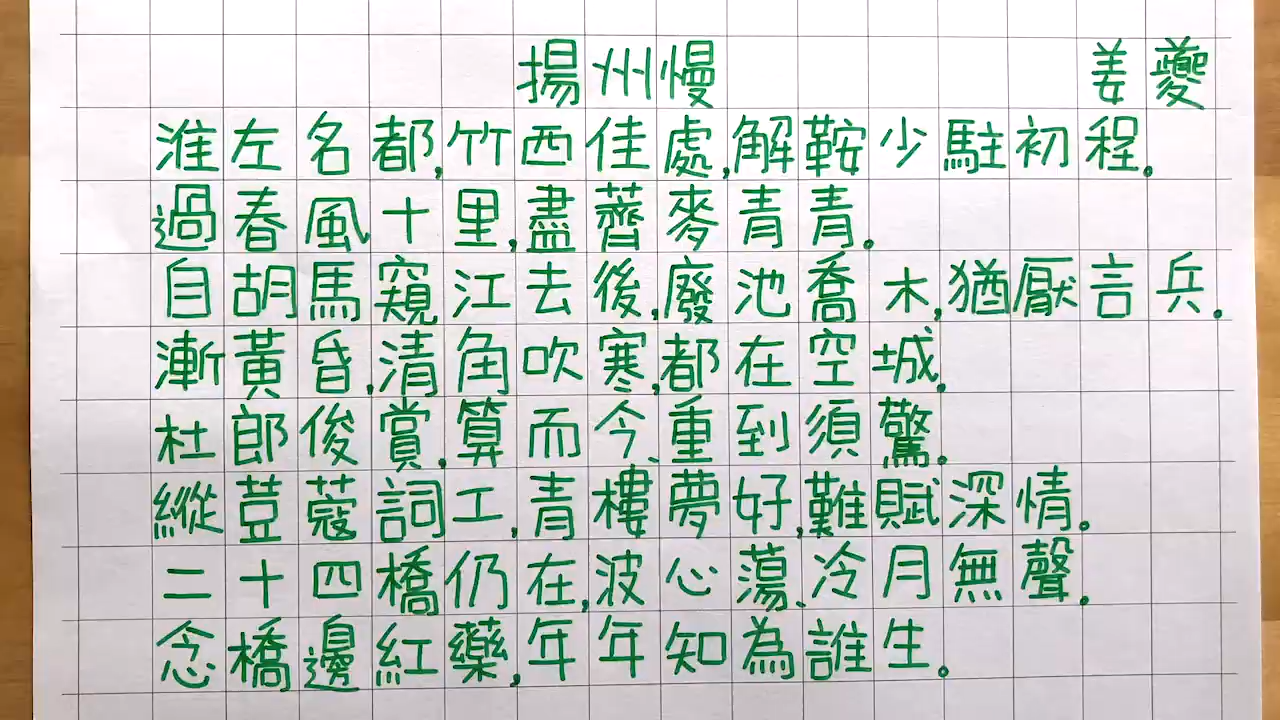 揚州慢 姜夔
淮左名都,竹西佳處,解鞍少駐初程.
過春風十里,盡薺麥青青.
自胡馬窺江去後,廢池喬木,猶厭言兵.
漸黃昏,清角吹寒,都在空城.
杜郎俊賞,算而今、重到須驚.
縱荳蔻詞工,青樓夢好,難賦深情.
二十四橋仍在,波心蕩、冷月無聲.
念橋邊紅藥,年年知為誰生.